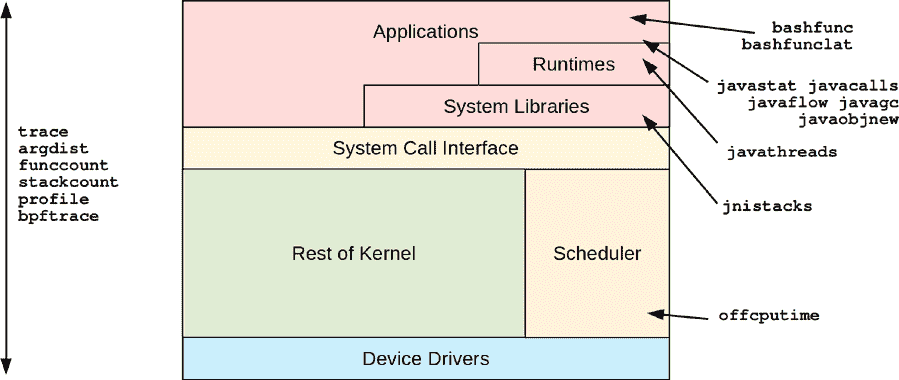 Applications
bashfunc
bashfunclat
Runtimes
javastat javacalls
javaflow javagc
javaobjnew
System Libraries
trace
argdist
funccount
stackcount
profile
bpftrace
System Call Interface
javathreads
jnistacks
Rest of Kernel
Scheduler
offcputime
Device Drivers